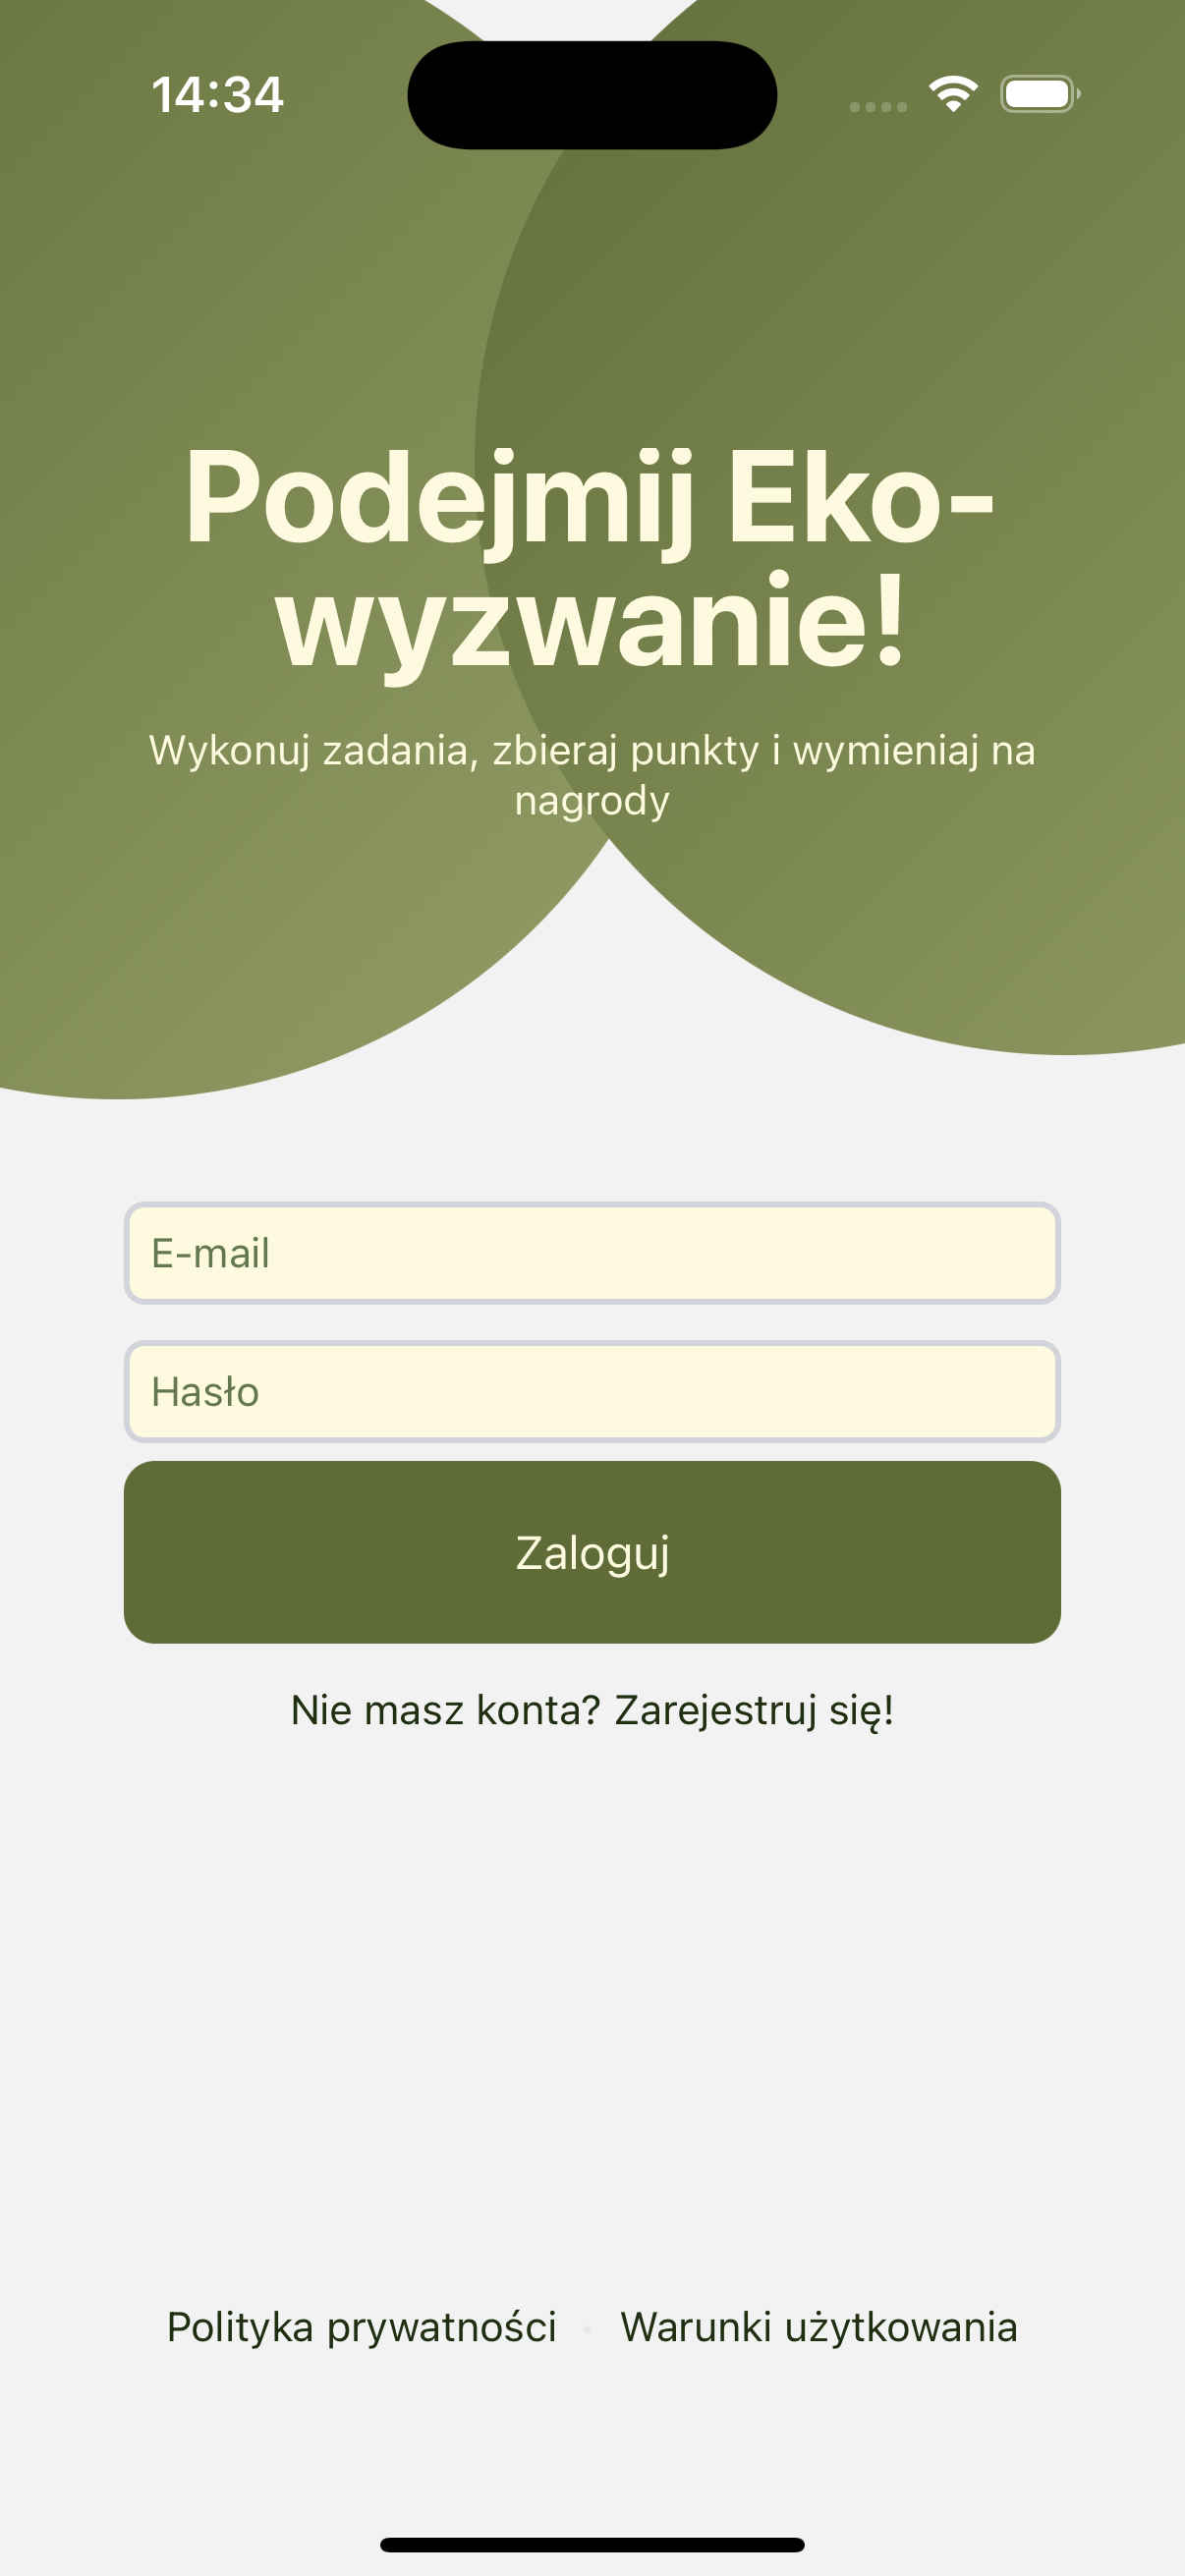 14:34
Podejmij Eko-
wyzwanie!
Wykonuj zadania, zbieraj punkty i wymieniaj na
nagrody
E-mail
Hasło
Zaloguj
Nie masz konta? Zarejestruj się!
Polityka prywatności · Warunki użytkowania